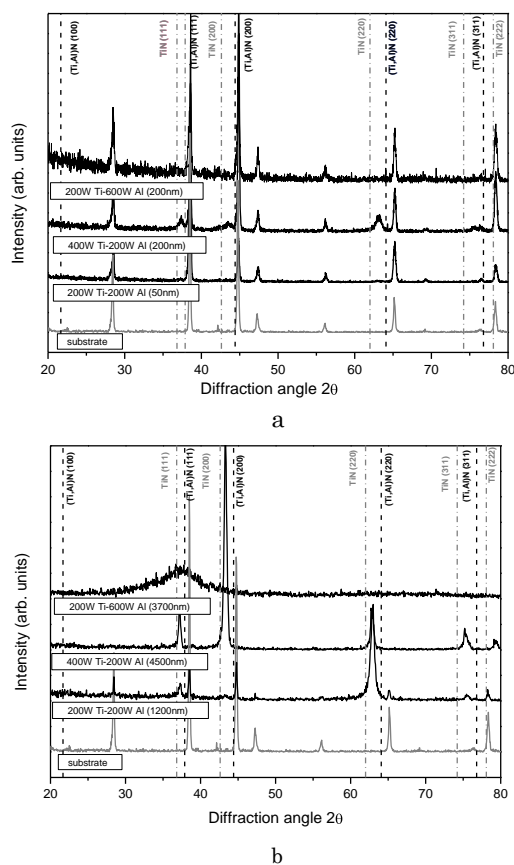 (Ti,Al)N (100)
TiN (111)
(Ti,Al)N (111)
TiN (200)
(Ti,Al)N (200)
TiN (220)
(Ti,Al)N (220)
TiN (311)
(Ti,Al)N (311)
TiN (222)
Intensity (arb. units)
200W Ti-600W Al (200nm)
400W Ti-200W Al (200nm)
200W Ti-200W Al (50nm)
substrate
20 30 40 50 60 70 80
Diffraction angle 2θ
a
(Ti,Al)N (100)
TiN (111)
(Ti,Al)N (111)
TiN (200)
(Ti,Al)N (200)
TiN (220)
(Ti,Al)N (220)
TiN (311)
(Ti,Al)N (311)
TiN (222)
Intensity (arb. units)
200W Ti-600W Al (3700nm)
400W Ti-200W Al (4500nm)
200W Ti-200W Al (1200nm)
substrate
20 30 40 50 60 70 80
Diffraction angle 2θ
b